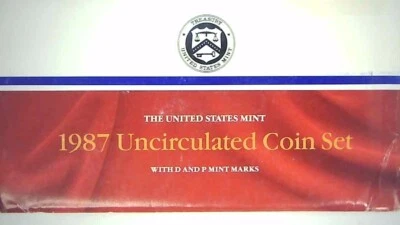 TREASURY
UNITED STATES MINT
THE UNITED STATES MINT
1987 Uncirculated Coin Set
WITH D AND P MINT MARKS